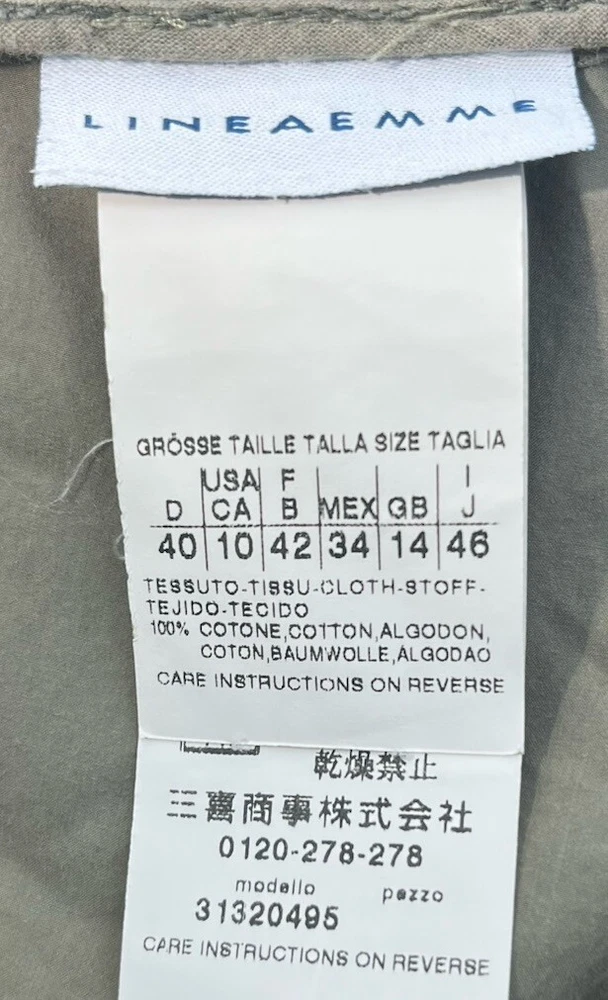 LINEAEMME
GRÖSSE TAILLE TALLA SIZE TAGLIA
USA F I
D CA B MEX GB J
40 10 42 34 14 46
TESSUTO-TISSU-CLOTH-STOFF-
TEJIDO-TECIDO
100% COTONE,COTTON,ALGODON,
COTON,BAUMWOLLE,ALGODAO
CARE INSTRUCTIONS ON REVERSE
乾燥禁止
三喜商事株式会社
0120-278-278
modello pezzo
31320495
CARE INSTRUCTIONS ON REVERSE